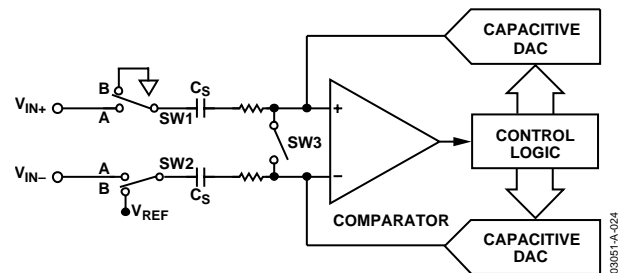 CAPACITIVE
DAC
B
CS
VIN+
A
SW1
+
SW3
CONTROL
LOGIC
A
SW2
–
VIN–
B
CS
VREF
COMPARATOR
CAPACITIVE
DAC
03051-A-024